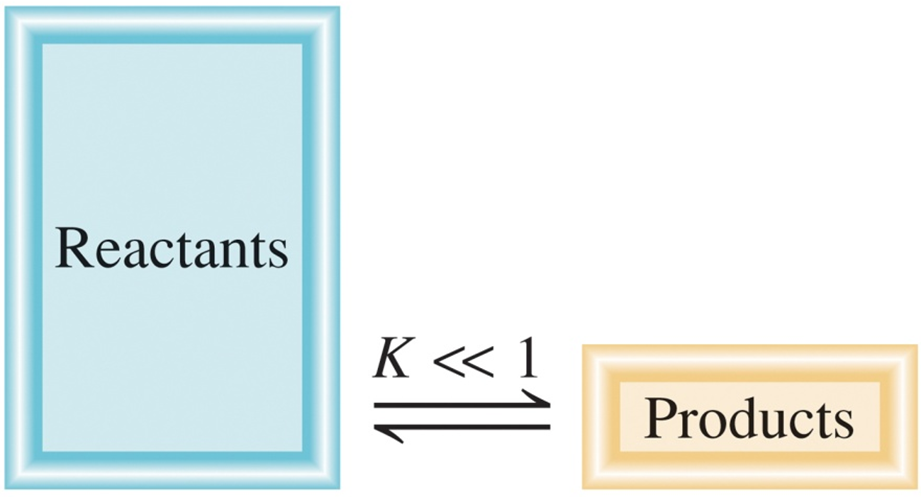 Reactants
K << 1
Products